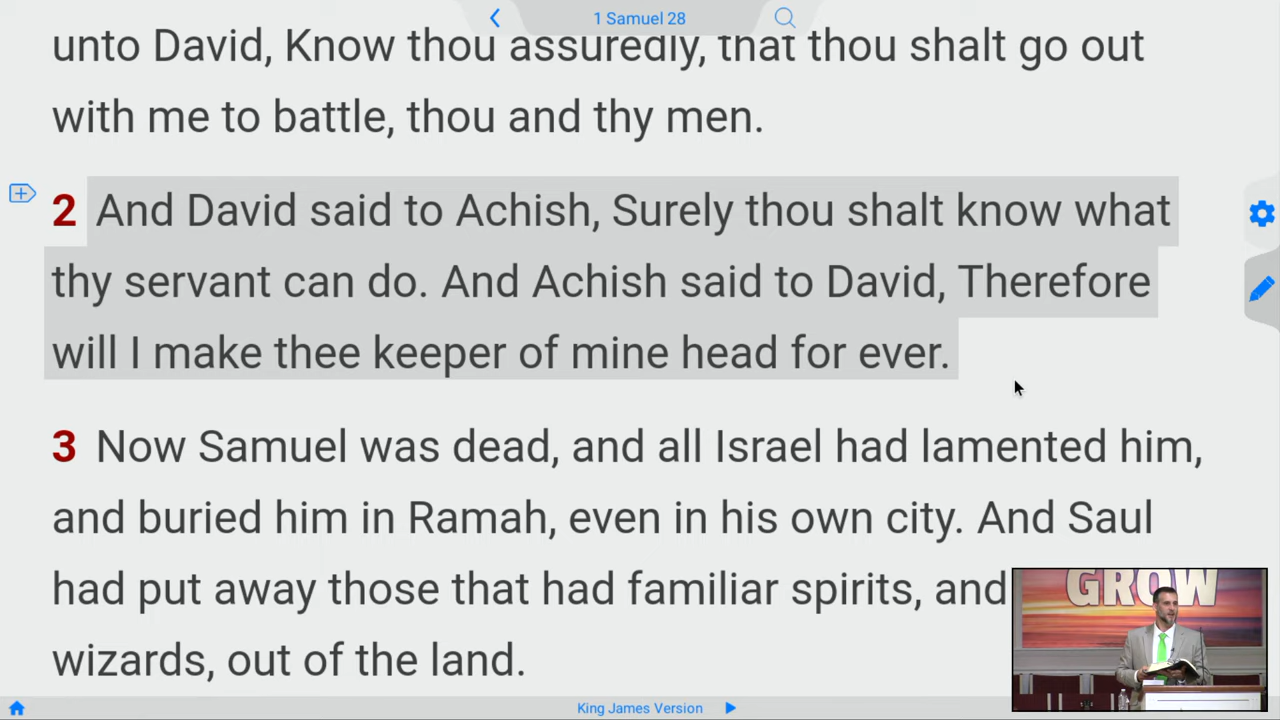 1 Samuel 28
unto David, Know thou assuredly, that thou shalt go out
with me to battle, thou and thy men.
2 And David said to Achish, Surely thou shalt know what
thy servant can do. And Achish said to David, Therefore
will I make thee keeper of mine head for ever.
3 Now Samuel was dead, and all Israel had lamented him,
and buried him in Ramah, even in his own city. And Saul
had put away those that had familiar spirits, and
wizards, out of the land.
GROW
King James Version